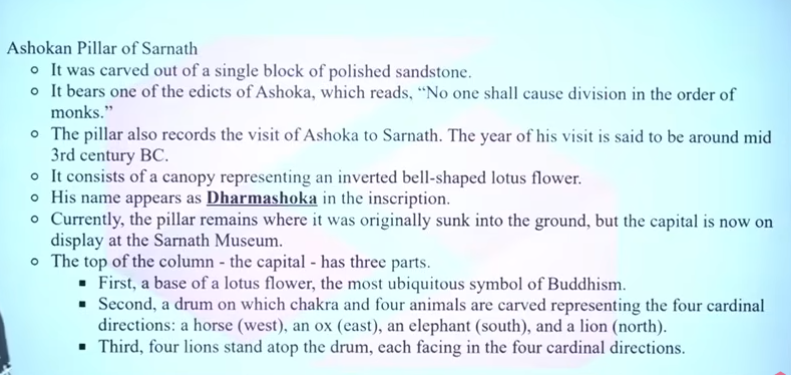 Ashokan Pillar of Sarnath
○ It was carved out of a single block of polished sandstone.
○ It bears one of the edicts of Ashoka, which reads, “No one shall cause division in the order of
monks.”
○ The pillar also records the visit of Ashoka to Sarnath. The year of his visit is said to be around mid
3rd century BC.
○ It consists of a canopy representing an inverted bell-shaped lotus flower.
○ His name appears as Dharmashoka in the inscription.
○ Currently, the pillar remains where it was originally sunk into the ground, but the capital is now on
display at the Sarnath Museum.
○ The top of the column - the capital - has three parts.
▪ First, a base of a lotus flower, the most ubiquitous symbol of Buddhism.
▪ Second, a drum on which chakra and four animals are carved representing the four cardinal
directions: a horse (west), an ox (east), an elephant (south), and a lion (north).
▪ Third, four lions stand atop the drum, each facing in the four cardinal directions.